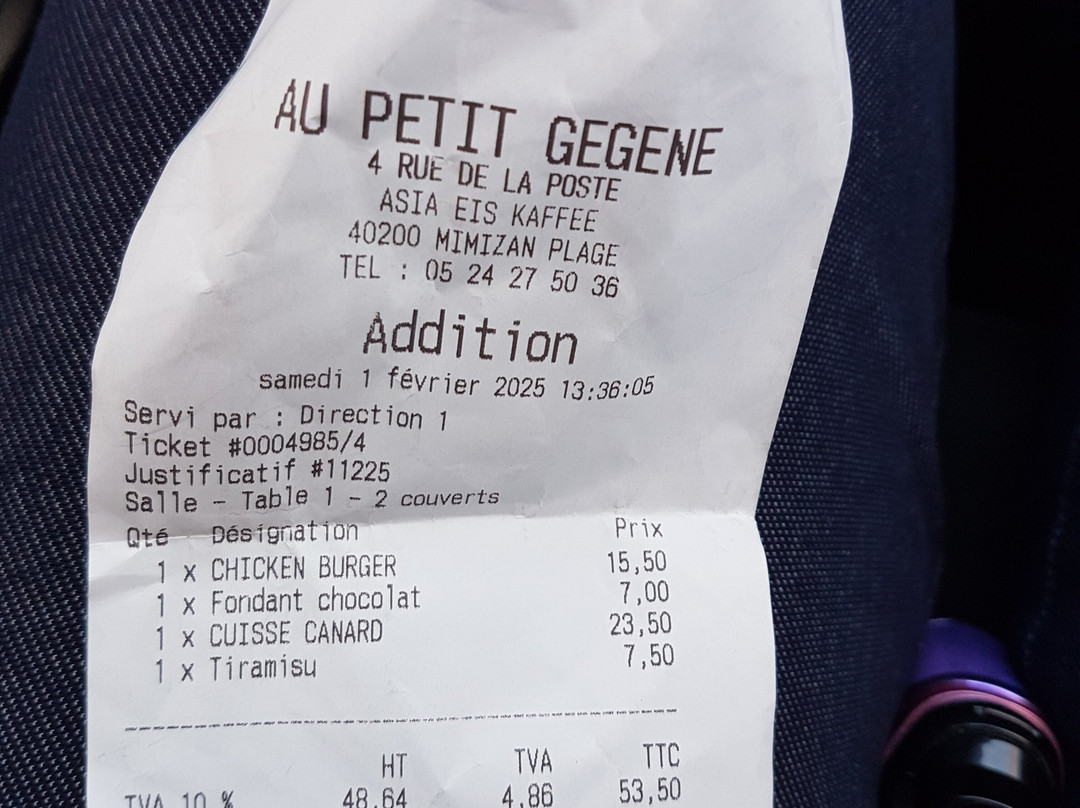 AU PETIT GEGENE
4 RUE DE LA POSTE
ASIA EIS KAFFEE
40200 MIMIZAN PLAGE
TEL : 05 24 27 50 36
Addition
samedi 1 février 2025 13:36:05
Servi par : Direction 1
Ticket #0004985/4
Justificatif #11225
Salle - Table 1 - 2 couverts
Qté Désignation Prix
1 x CHICKEN BURGER 15,50
1 x Fondant chocolat 7,00
1 x CUISSE CANARD 23,50
1 x Tiramisu 7,50
HT TVA TTC
TVA 10 % 48,64 4,86 53,50